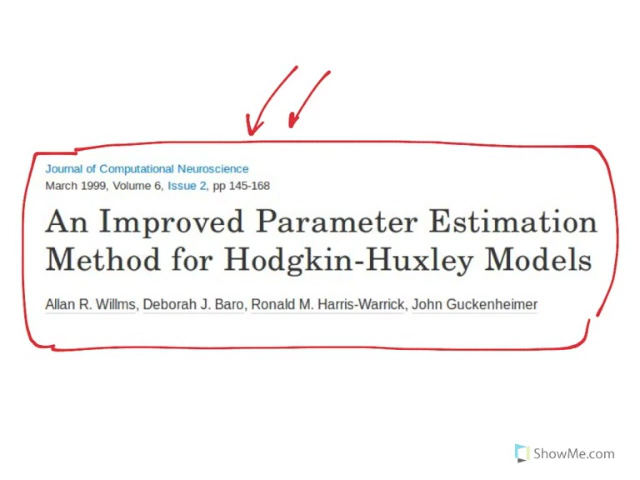 Journal of Computational Neuroscience
March 1999, Volume 6, Issue 2, pp 145-168
An Improved Parameter Estimation
Method for Hodgkin-Huxley Models
Allan R. Willms, Deborah J. Baro, Ronald M. Harris-Warrick, John Guckenheimer
ShowMe.com